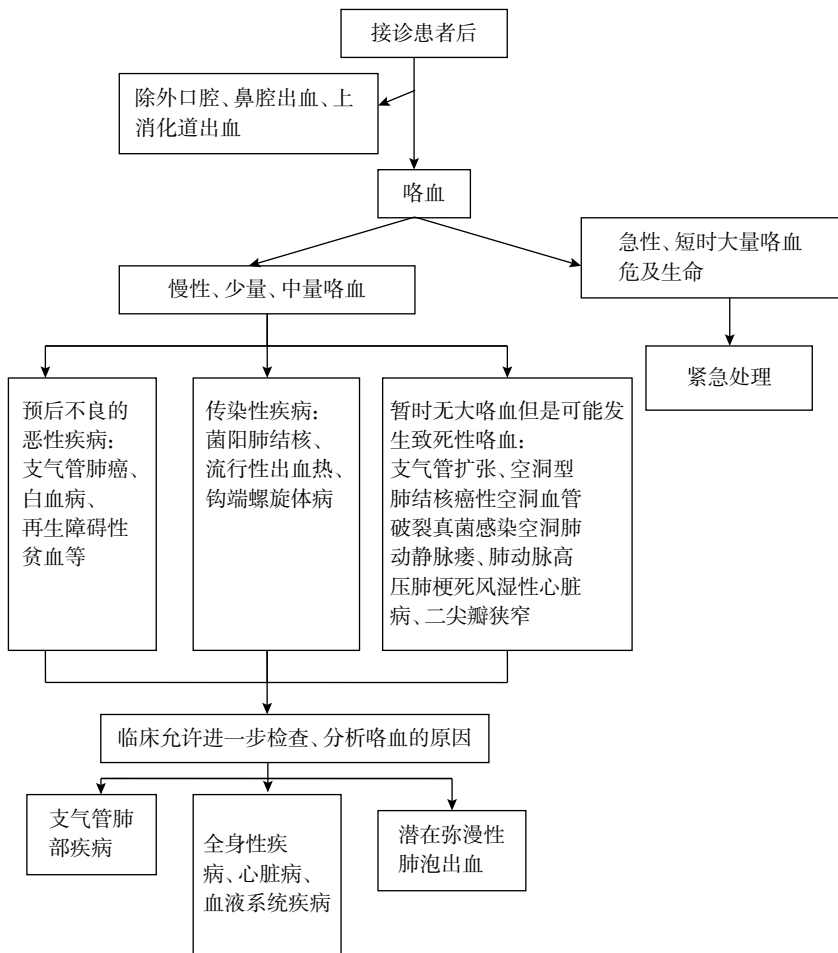 接诊患者后
除外口腔、鼻腔出血、上
消化道出血
咯血
急性、短时大量咯血
危及生命
慢性、少量、中量咯血
紧急处理
预后不良的
恶性疾病：
支气管肺癌、
白血病、
再生障碍性
贫血等
传染性疾病：
菌阳肺结核、
流行性出血热、
钩端螺旋体病
暂时无大咯血但是可能发
生致死性咯血：
支气管扩张、空洞型
肺结核癌性空洞血管
破裂真菌感染空洞肺
动静脉瘘、肺动脉高
压肺梗死风湿性心脏
病、二尖瓣狭窄
临床允许进一步检查、分析咯血的原因
支气管肺
部疾病
全身性疾
病、心脏病、
血液系统疾病
潜在弥漫性
肺泡出血